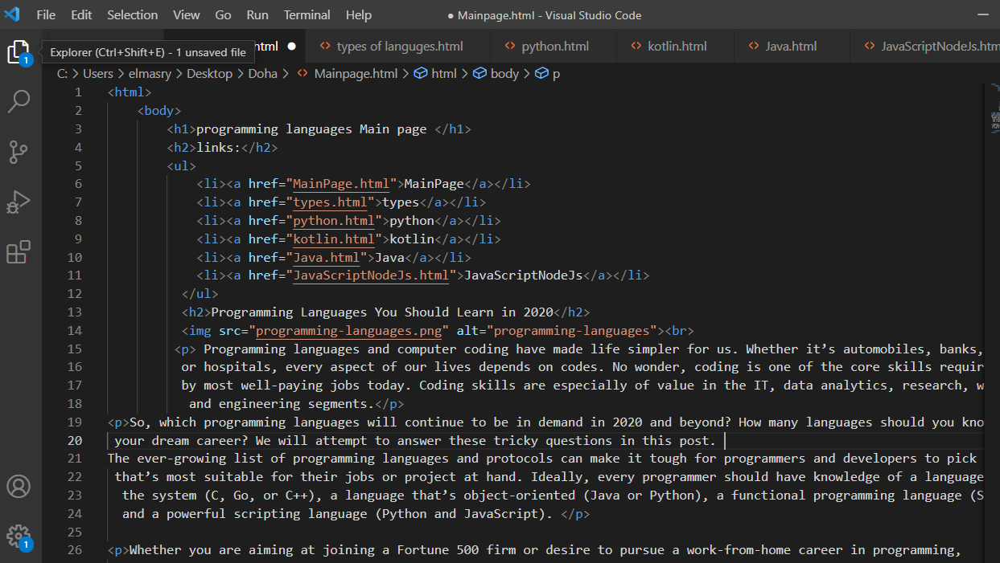 File Edit Selection View Go Run Terminal Help ● Mainpage.html - Visual Studio Code
Explorer (Ctrl+Shift+E) - 1 unsaved file html ● <> types of languges.html <> python.html <> kotlin.html <> Java.html <> JavaScriptNodeJs.htm
C: > Users > elmasry > Desktop > Doha > <> Mainpage.html > html > body > p
1 <html>
2 <body>
3 <h1>programming languages Main page </h1>
4 <h2>links:</h2>
5 <ul>
6 <li><a href="MainPage.html">MainPage</a></li>
7 <li><a href="types.html">types</a></li>
8 <li><a href="python.html">python</a></li>
9 <li><a href="kotlin.html">kotlin</a></li>
10 <li><a href="Java.html">Java</a></li>
11 <li><a href="JavaScriptNodeJs.html">JavaScriptNodeJs</a></li>
12 </ul>
13 <h2>Programming Languages You Should Learn in 2020</h2>
14 <img src="programming-languages.png" alt="programming-languages"><br>
15 <p> Programming languages and computer coding have made life simpler for us. Whether it’s automobiles, banks,
16 or hospitals, every aspect of our lives depends on codes. No wonder, coding is one of the core skills requir
17 by most well-paying jobs today. Coding skills are especially of value in the IT, data analytics, research, w
18 and engineering segments.</p>
19 <p>So, which programming languages will continue to be in demand in 2020 and beyond? How many languages should you kno
20 your dream career? We will attempt to answer these tricky questions in this post.
21 The ever-growing list of programming languages and protocols can make it tough for programmers and developers to pick
22 that’s most suitable for their jobs or project at hand. Ideally, every programmer should have knowledge of a language
23 the system (C, Go, or C++), a language that’s object-oriented (Java or Python), a functional programming language (S
24 and a powerful scripting language (Python and JavaScript). </p>
25
26 <p>Whether you are aiming at joining a Fortune 500 firm or desire to pursue a work-from-home career in programming,
1
1